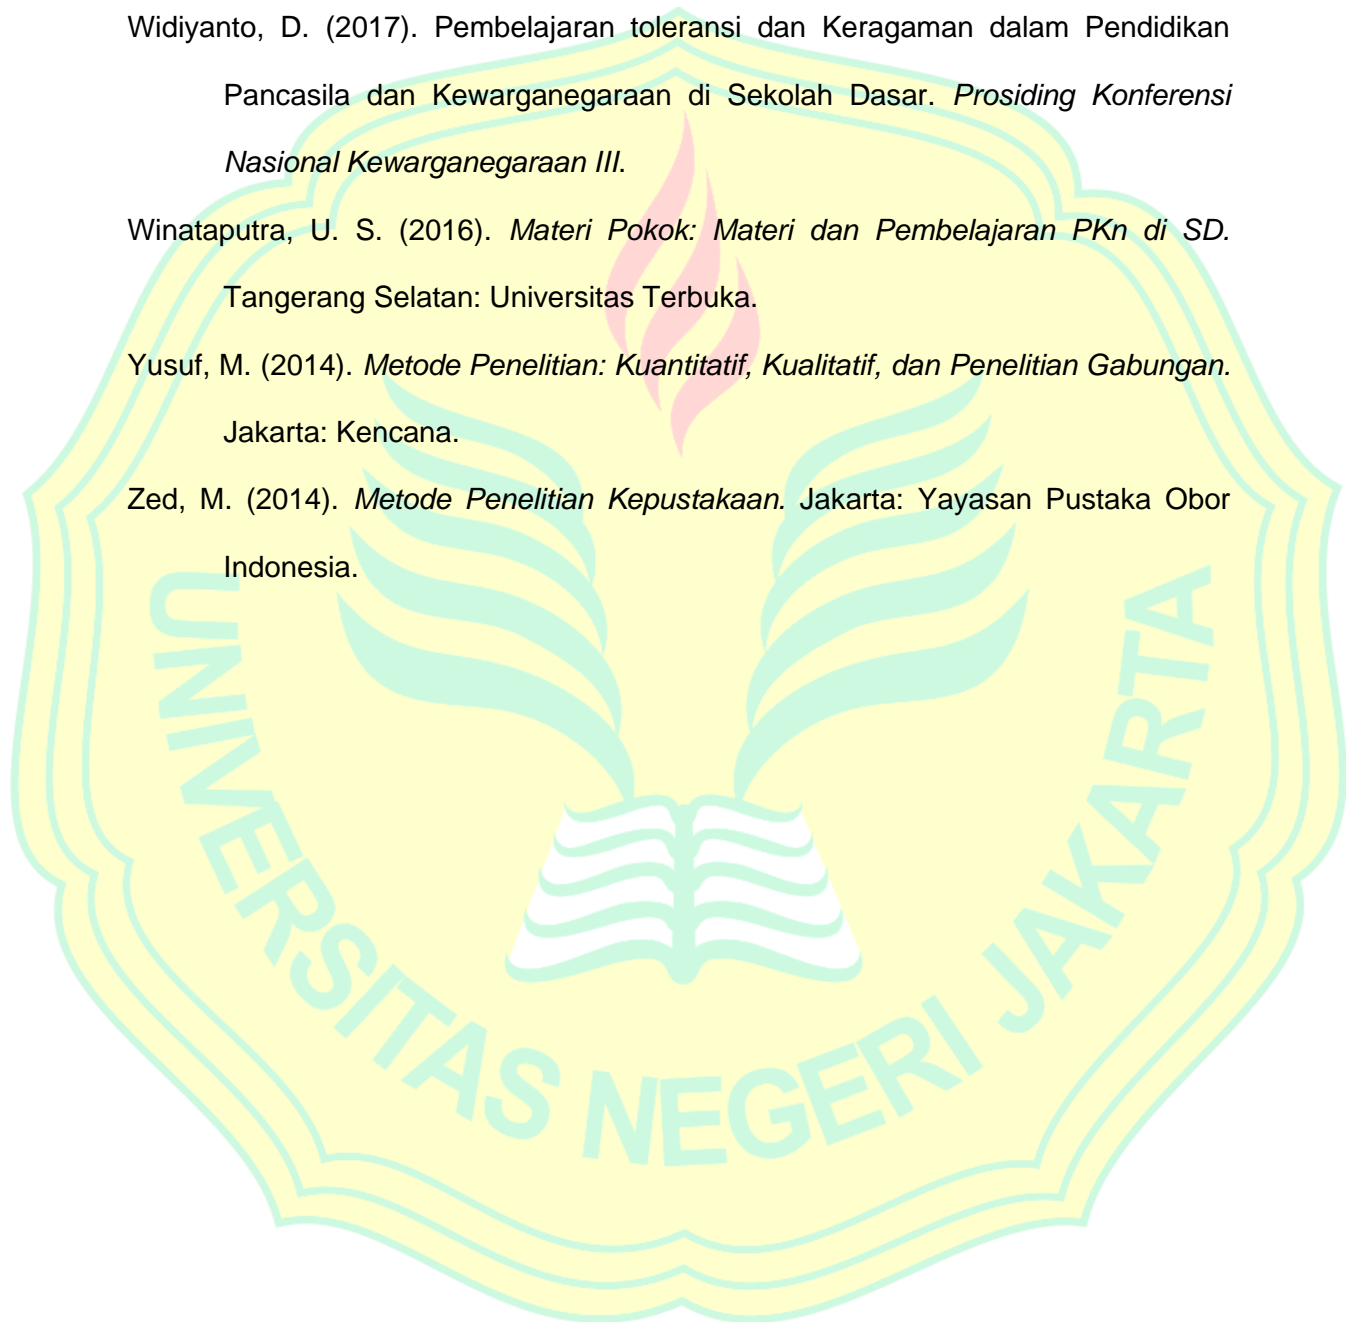 Widiyanto, D. (2017). Pembelajaran toleransi dan Keragaman dalam Pendidikan
Pancasila dan Kewarganegaraan di Sekolah Dasar. Prosiding Konferensi
Nasional Kewarganegaraan III.
Winataputra, U. S. (2016). Materi Pokok: Materi dan Pembelajaran PKn di SD.
Tangerang Selatan: Universitas Terbuka.
Yusuf, M. (2014). Metode Penelitian: Kuantitatif, Kualitatif, dan Penelitian Gabungan.
Jakarta: Kencana.
Zed, M. (2014). Metode Penelitian Kepustakaan. Jakarta: Yayasan Pustaka Obor
Indonesia.
UNIVERSITAS NEGERI JAKARTA